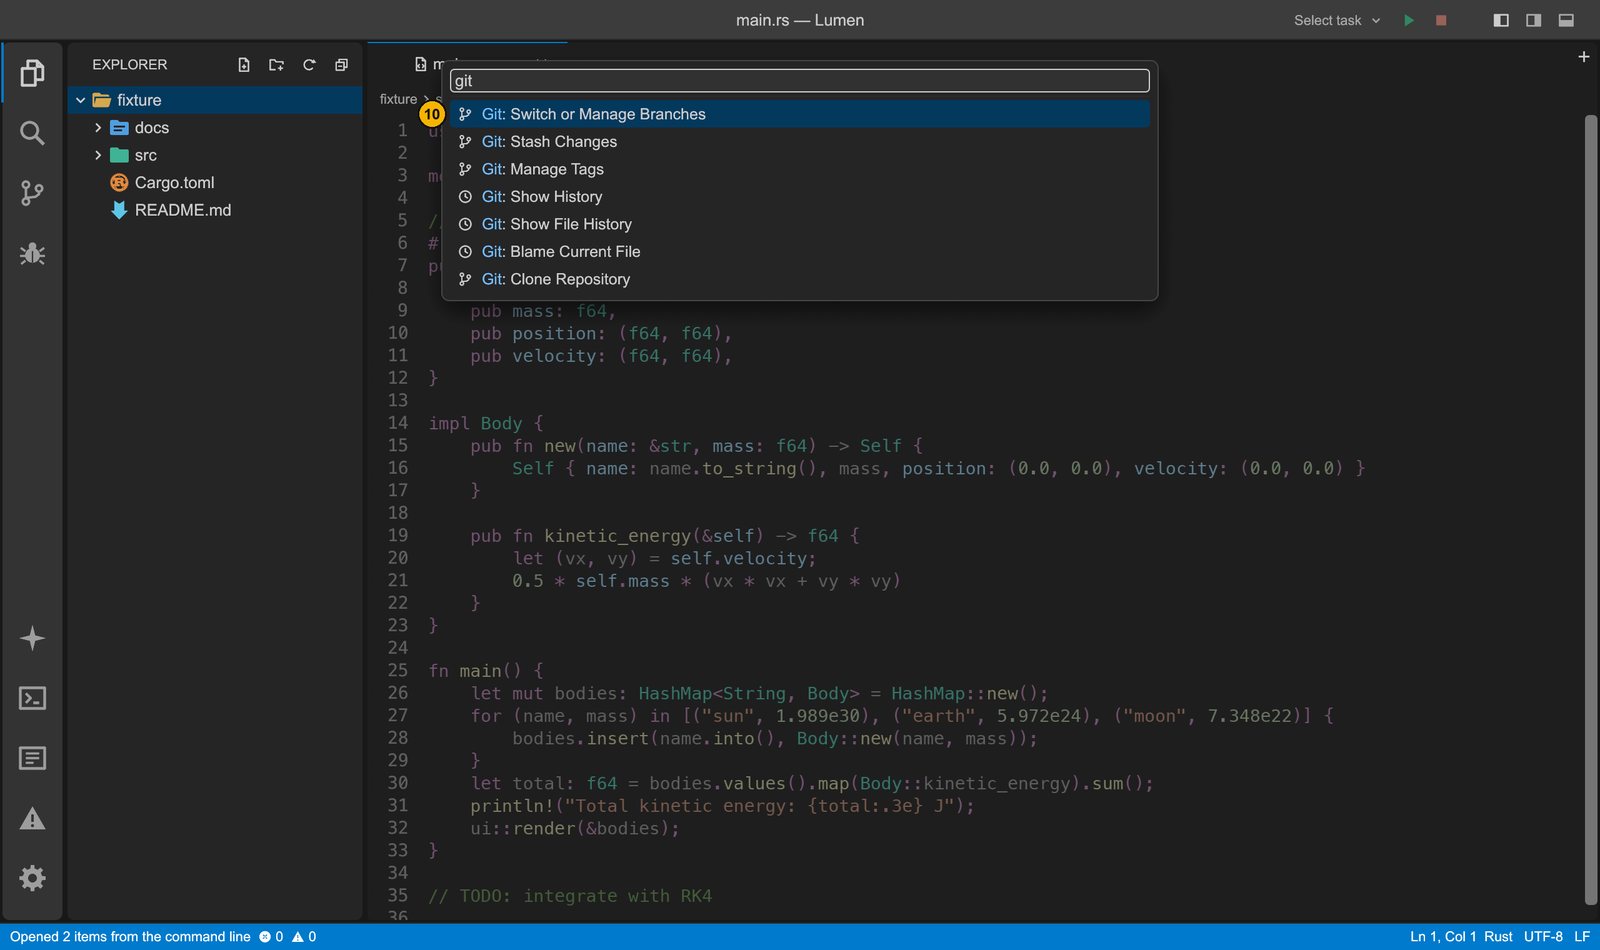 main.rs — Lumen
Select task
EXPLORER
fixture
docs
src
Cargo.toml
README.md
git
10
Git: Switch or Manage Branches
Git: Stash Changes
Git: Manage Tags
Git: Show History
Git: Show File History
Git: Blame Current File
Git: Clone Repository
fixture
1
2
3
4
5 //
6 #
7
8
9 pub mass: f64,
10 pub position: (f64, f64),
11 pub velocity: (f64, f64),
12 }
13
14 impl Body {
15 pub fn new(name: &str, mass: f64) -> Self {
16 Self { name: name.to_string(), mass, position: (0.0, 0.0), velocity: (0.0, 0.0) }
17 }
18
19 pub fn kinetic_energy(&self) -> f64 {
20 let (vx, vy) = self.velocity;
21 0.5 * self.mass * (vx * vx + vy * vy)
22 }
23 }
24
25 fn main() {
26 let mut bodies: HashMap<String, Body> = HashMap::new();
27 for (name, mass) in [("sun", 1.989e30), ("earth", 5.972e24), ("moon", 7.348e22)] {
28 bodies.insert(name.into(), Body::new(name, mass));
29 }
30 let total: f64 = bodies.values().map(Body::kinetic_energy).sum();
31 println!("Total kinetic energy: {total:.3e} J");
32 ui::render(&bodies);
33 }
34
35 // TODO: integrate with RK4
36
Opened 2 items from the command line 0 0
Ln 1, Col 1 Rust UTF-8 LF